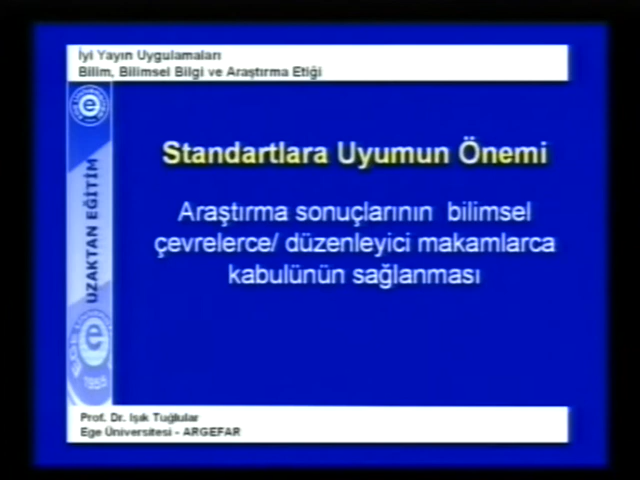 İyi Yayın Uygulamaları
Bilim, Bilimsel Bilgi ve Araştırma Etiği
UZAKTAN EĞİTİM
Standartlara Uyumun Önemi
Araştırma sonuçlarının bilimsel
çevrelerce/ düzenleyici makamlarca
kabulünün sağlanması
1955
Prof. Dr. Işık Tuğlular
Ege Üniversitesi - ARGEFAR